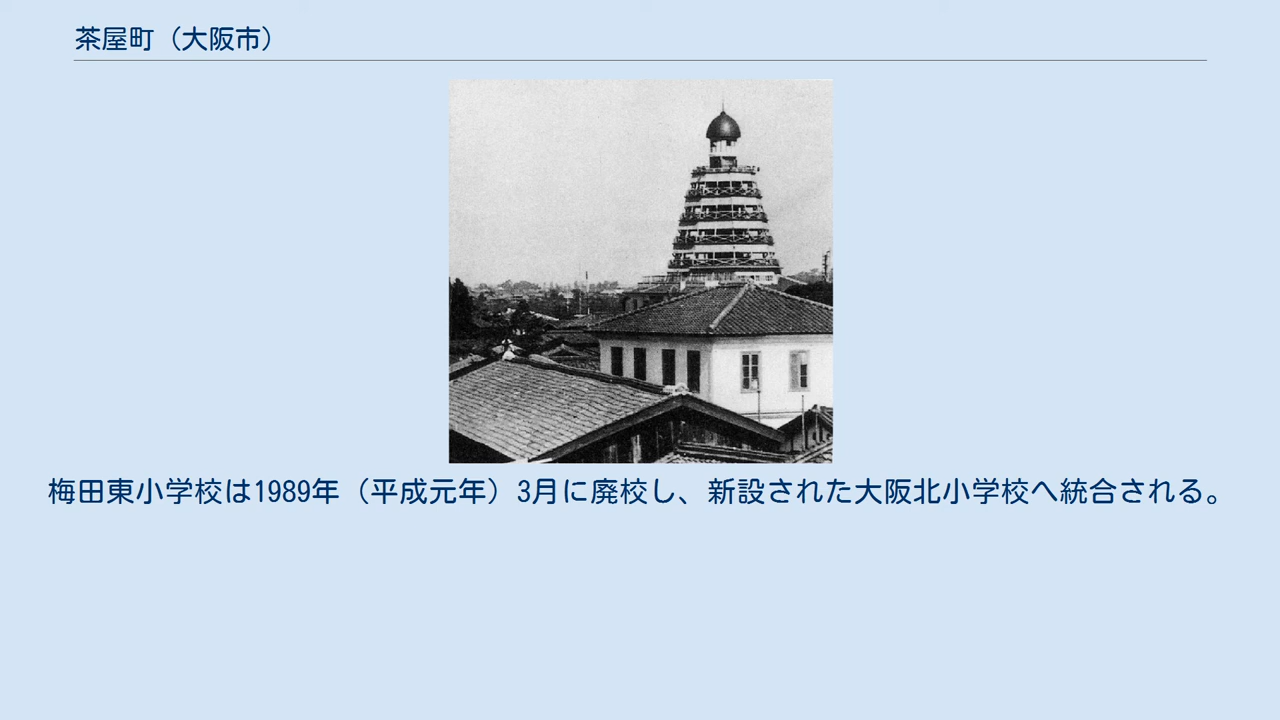 茶屋町（大阪市）
梅田東小学校は1989年（平成元年）3月に廃校し、新設された大阪北小学校へ統合される。